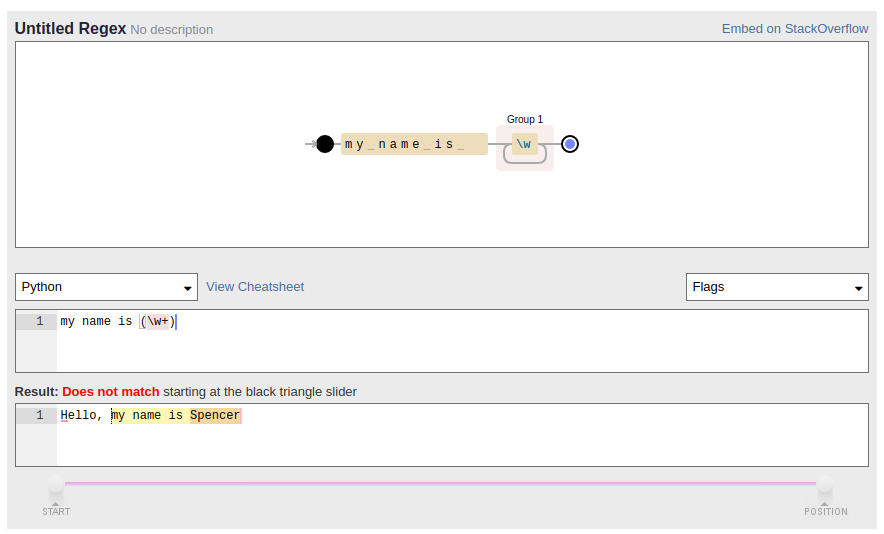 Untitled Regex No description Embed on StackOverflow
Group 1
my_name_is_ \w
Python View Cheatsheet Flags
1 my name is (\w+)
Result: Does not match starting at the black triangle slider
1 Hello, my name is Spencer
START POSITION